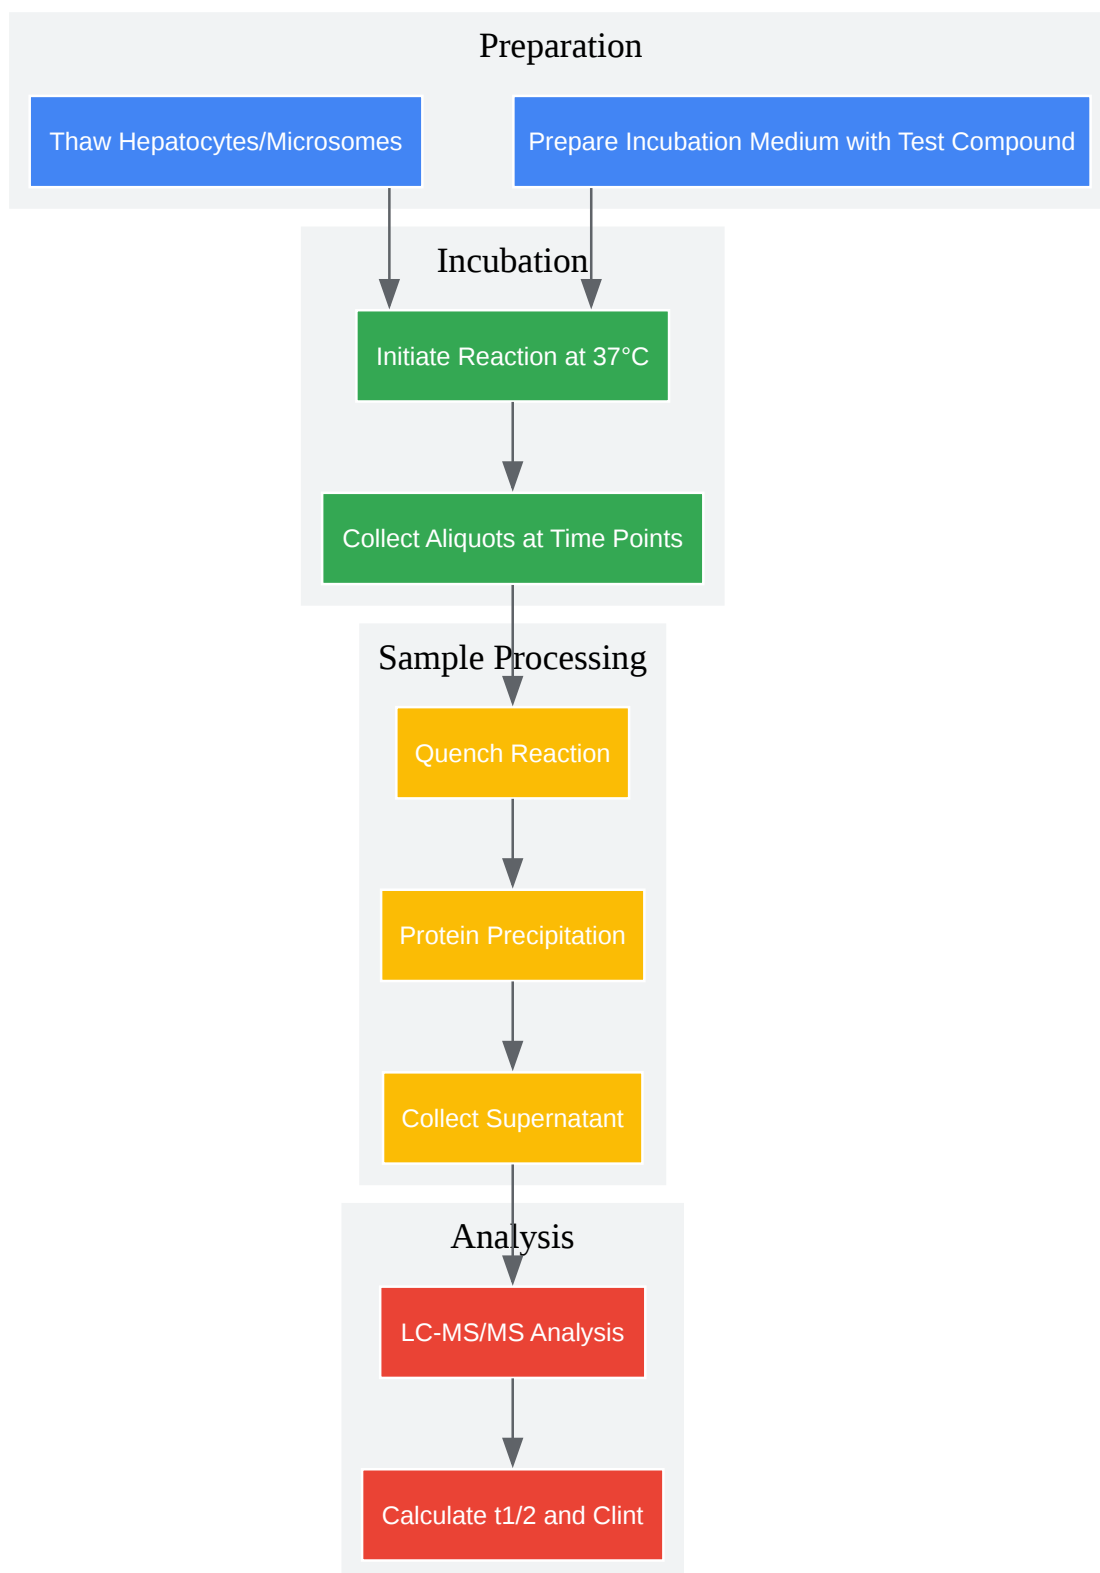 Preparation
Thaw Hepatocytes/Microsomes
Prepare Incubation Medium with Test Compound
Incubation
Initiate Reaction at 37°C
Collect Aliquots at Time Points
Sample Processing
Quench Reaction
Protein Precipitation
Collect Supernatant
Analysis
LC-MS/MS Analysis
Calculate t1/2 and Clint